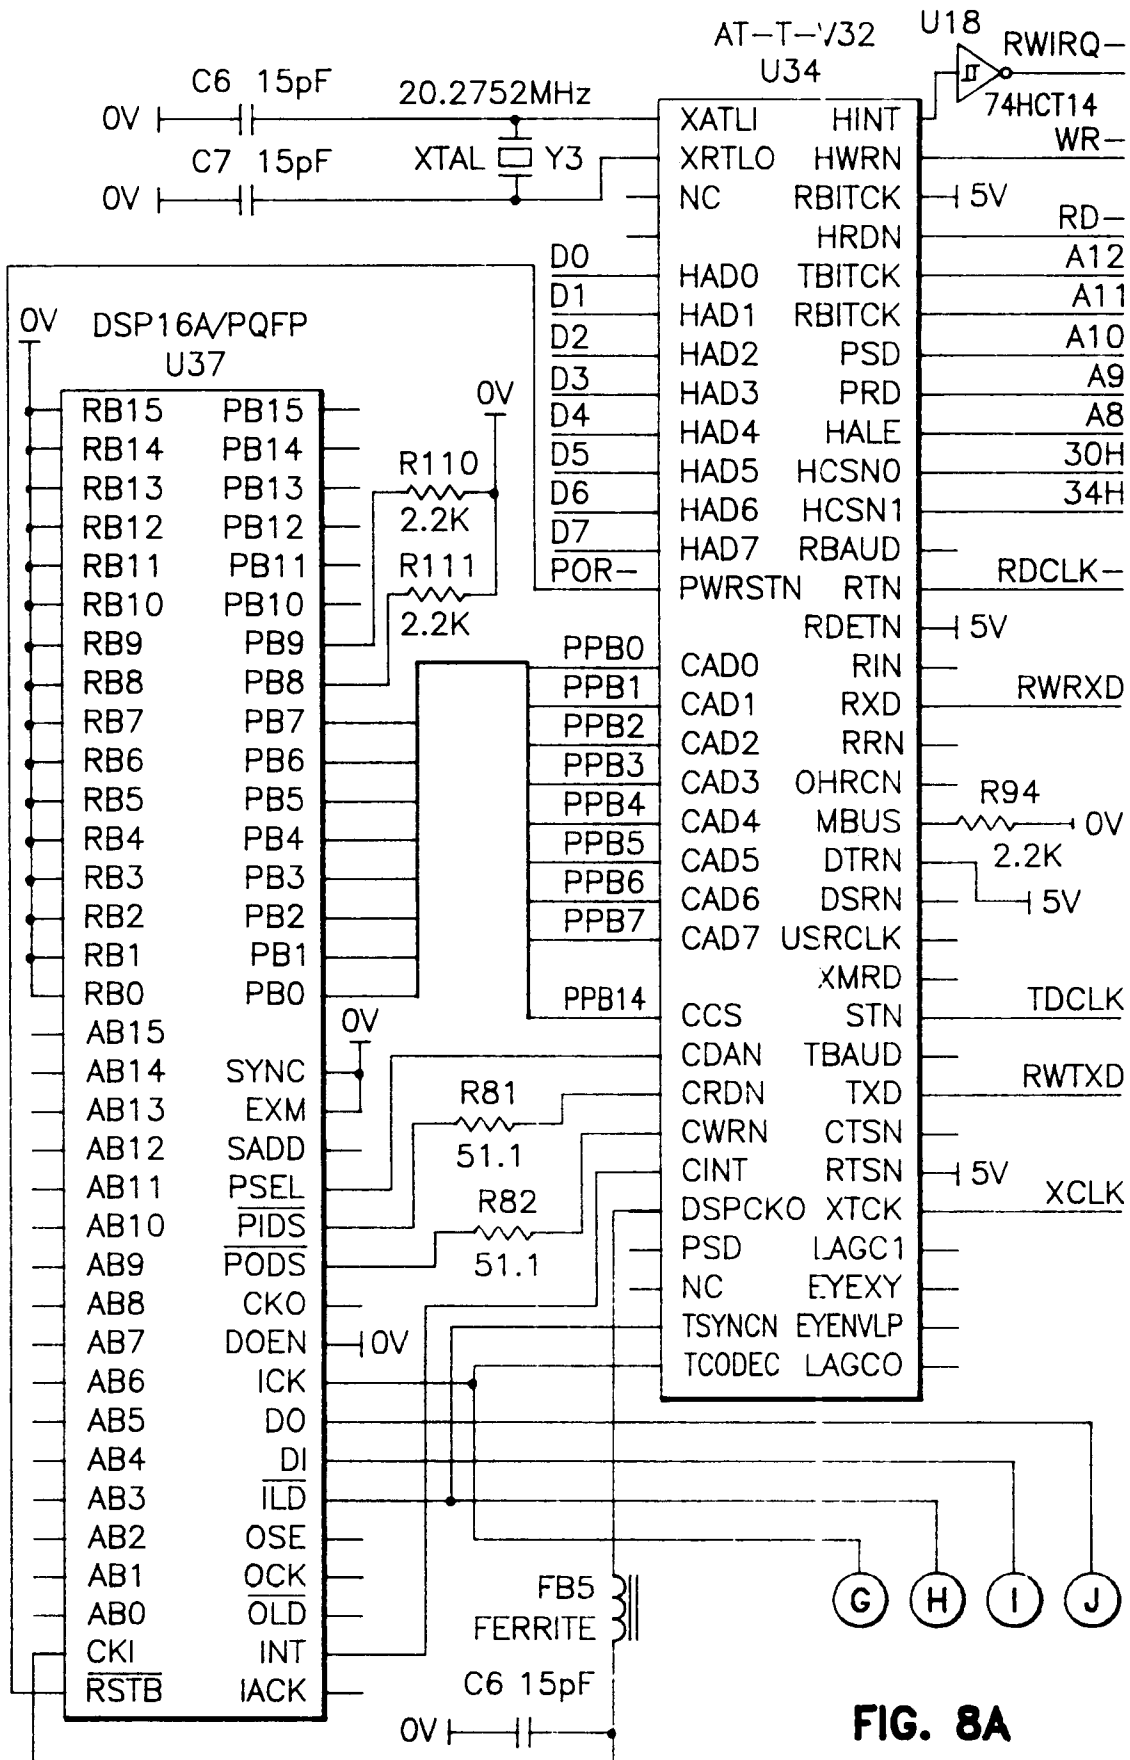 AT-T-V32
U34
U18
RWIRQ-
74HCT14
C6 15pF
20.2752MHz
0V
C7 15pF
XTAL Y3
0V
XATLI HINT
XRTLO HWRN WR-
NC RBITCK 5V
HRDN RD-
D0 HAD0 TBITCK A12
D1 HAD1 RBITCK A11
D2 HAD2 PSD A10
D3 HAD3 PRD A9
D4 HAD4 HALE A8
D5 HAD5 HCSN0 30H
D6 HAD6 HCSN1 34H
D7 HAD7 RBAUD
POR- PWRSTN RTN RDCLK-
RDETN 5V
PPB0 CAD0 RIN
PPB1 CAD1 RXD RWRXD
PPB2 CAD2 RRN
PPB3 CAD3 OHRCN
PPB4 CAD4 MBUS R94 0V
2.2K
PPB5 CAD5 DTRN
PPB6 CAD6 DSRN 5V
PPB7 CAD7 USRCLK
XMRD
PPB14 CCS STN TDCLK
CDAN TBAUD
CRDN TXD RWTXD
CWRN CTSN
CINT RTSN 5V
DSPCKO XTCK XCLK
PSD LAGC1
NC EYEXY
TSYNCN EYENVLP
TCODEC LAGCO
0V
DSP16A/PQFP
U37
RB15 PB15
RB14 PB14
RB13 PB13
RB12 PB12
RB11 PB11
RB10 PB10
RB9 PB9
RB8 PB8
RB7 PB7
RB6 PB6
RB5 PB5
RB4 PB4
RB3 PB3
RB2 PB2
RB1 PB1
RB0 PB0
AB15
AB14 SYNC
AB13 EXM
AB12 SADD
AB11 PSEL
AB10 PIDS
AB9 PODS
AB8 CKO
AB7 DOEN 0V
AB6 ICK
AB5 DO
AB4 DI
AB3 ILD
AB2 OSE
AB1 OCK
AB0 OLD
CKI INT
RSTB IACK
0V
R110
2.2K
R111
2.2K
0V
R81
51.1
R82
51.1
FB5
FERRITE
C6 15pF
0V
G H I J
FIG. 8A